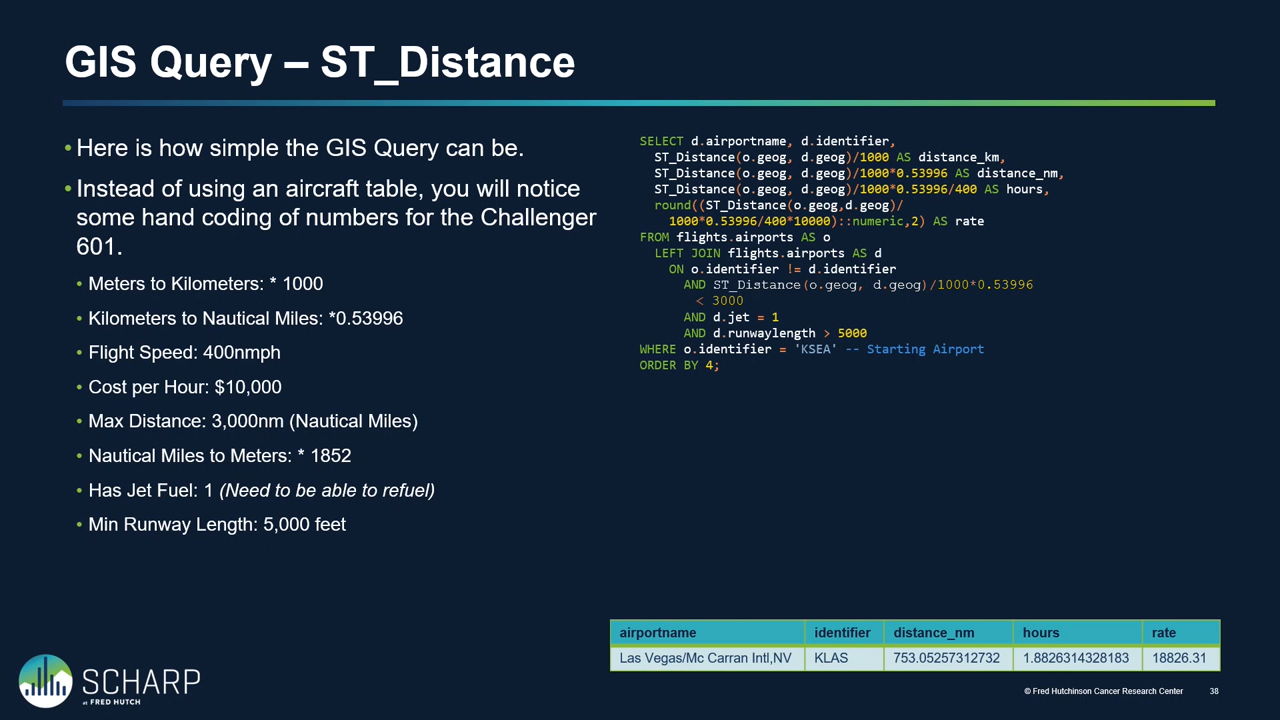 GIS Query – ST_Distance
• Here is how simple the GIS Query can be.
• Instead of using an aircraft table, you will notice
some hand coding of numbers for the Challenger
601.
• Meters to Kilometers: * 1000
• Kilometers to Nautical Miles: *0.53996
• Flight Speed: 400nmph
• Cost per Hour: $10,000
• Max Distance: 3,000nm (Nautical Miles)
• Nautical Miles to Meters: * 1852
• Has Jet Fuel: 1 (Need to be able to refuel)
• Min Runway Length: 5,000 feet
SELECT d.airportname, d.identifier,
ST_Distance(o.geog, d.geog)/1000 AS distance_km,
ST_Distance(o.geog, d.geog)/1000*0.53996 AS distance_nm,
ST_Distance(o.geog, d.geog)/1000*0.53996/400 AS hours,
round((ST_Distance(o.geog,d.geog)/
1000*0.53996/400*10000)::numeric,2) AS rate
FROM flights.airports AS o
LEFT JOIN flights.airports AS d
ON o.identifier != d.identifier
AND ST_Distance(o.geog, d.geog)/1000*0.53996
< 3000
AND d.jet = 1
AND d.runwaylength > 5000
WHERE o.identifier = 'KSEA' -- Starting Airport
ORDER BY 4;
airportname identifier distance_nm hours rate
Las Vegas/Mc Carran Intl,NV KLAS 753.05257312732 1.8826314328183 18826.31
SCHARP
at FRED HUTCH
© Fred Hutchinson Cancer Research Center 38